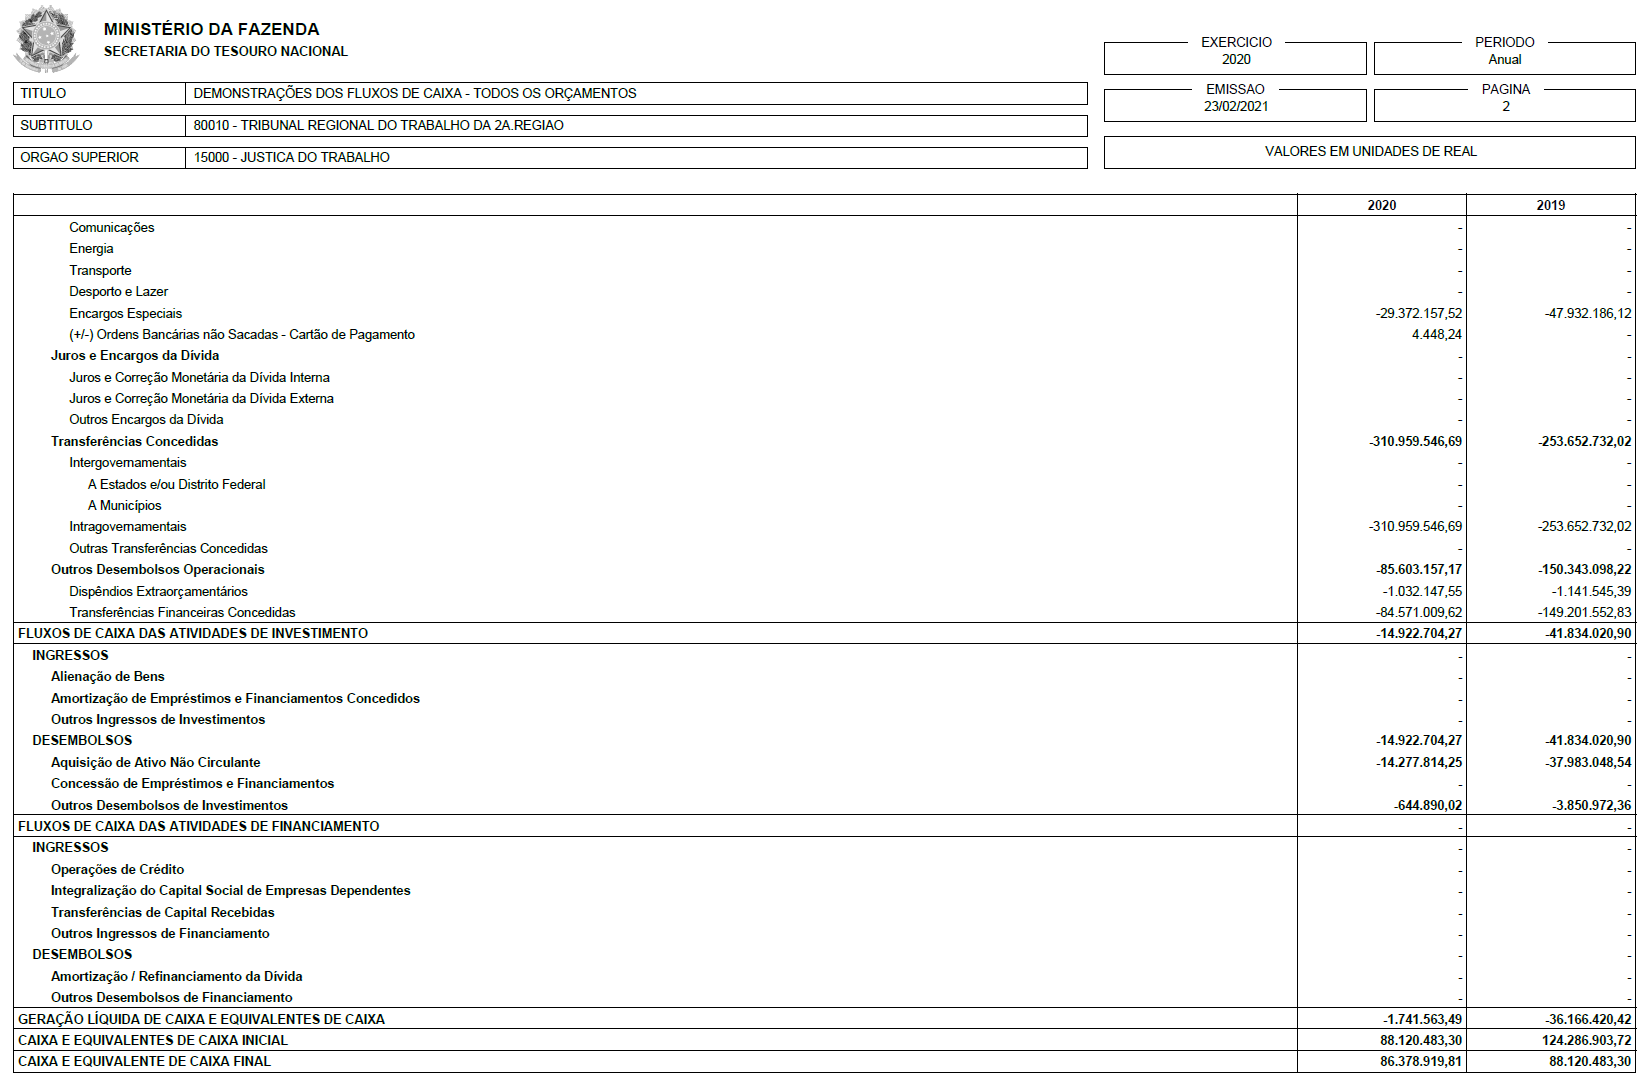 MINISTÉRIO DA FAZENDA
SECRETARIA DO TESOURO NACIONAL
EXERCICIO
2020
PERIODO
Anual
EMISSAO
23/02/2021
PAGINA
2
VALORES EM UNIDADES DE REAL
TITULO DEMONSTRAÇÕES DOS FLUXOS DE CAIXA - TODOS OS ORÇAMENTOS
SUBTITULO 80010 - TRIBUNAL REGIONAL DO TRABALHO DA 2A.REGIAO
ORGAO SUPERIOR 15000 - JUSTICA DO TRABALHO
2020 2019
Comunicações - -
Energia - -
Transporte - -
Desporto e Lazer - -
Encargos Especiais -29.372.157,52 -47.932.186,12
(+/-) Ordens Bancárias não Sacadas - Cartão de Pagamento 4.448,24 -
Juros e Encargos da Dívida - -
Juros e Correção Monetária da Dívida Interna - -
Juros e Correção Monetária da Dívida Externa - -
Outros Encargos da Dívida - -
Transferências Concedidas -310.959.546,69 -253.652.732,02
Intergovernamentais - -
A Estados e/ou Distrito Federal - -
A Municípios - -
Intragovernamentais -310.959.546,69 -253.652.732,02
Outras Transferências Concedidas - -
Outros Desembolsos Operacionais -85.603.157,17 -150.343.098,22
Dispêndios Extraorçamentários -1.032.147,55 -1.141.545,39
Transferências Financeiras Concedidas -84.571.009,62 -149.201.552,83
FLUXOS DE CAIXA DAS ATIVIDADES DE INVESTIMENTO -14.922.704,27 -41.834.020,90
INGRESSOS - -
Alienação de Bens - -
Amortização de Empréstimos e Financiamentos Concedidos - -
Outros Ingressos de Investimentos - -
DESEMBOLSOS -14.922.704,27 -41.834.020,90
Aquisição de Ativo Não Circulante -14.277.814,25 -37.983.048,54
Concessão de Empréstimos e Financiamentos - -
Outros Desembolsos de Investimentos -644.890,02 -3.850.972,36
FLUXOS DE CAIXA DAS ATIVIDADES DE FINANCIAMENTO - -
INGRESSOS - -
Operações de Crédito - -
Integralização do Capital Social de Empresas Dependentes - -
Transferências de Capital Recebidas - -
Outros Ingressos de Financiamento - -
DESEMBOLSOS - -
Amortização / Refinanciamento da Dívida - -
Outros Desembolsos de Financiamento - -
GERAÇÃO LÍQUIDA DE CAIXA E EQUIVALENTES DE CAIXA -1.741.563,49 -36.166.420,42
CAIXA E EQUIVALENTES DE CAIXA INICIAL 88.120.483,30 124.286.903,72
CAIXA E EQUIVALENTE DE CAIXA FINAL 86.378.919,81 88.120.483,30